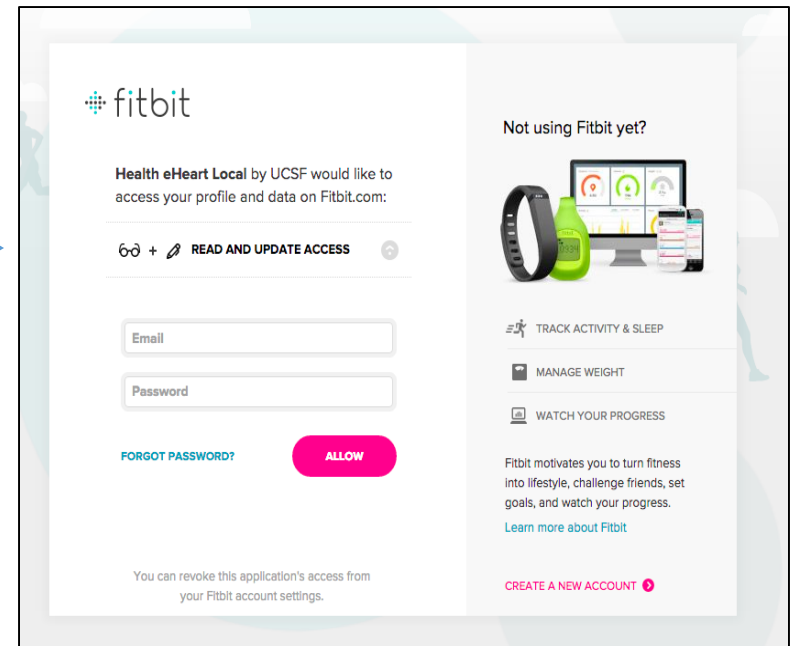 fitbit
Health eHeart Local by UCSF would like to
access your profile and data on Fitbit.com:
READ AND UPDATE ACCESS
Email
Password
FORGOT PASSWORD?
ALLOW
You can revoke this application's access from
your Fitbit account settings.
Not using Fitbit yet?
TRACK ACTIVITY & SLEEP
MANAGE WEIGHT
WATCH YOUR PROGRESS
Fitbit motivates you to turn fitness
into lifestyle, challenge friends, set
goals, and watch your progress.
Learn more about Fitbit
CREATE A NEW ACCOUNT